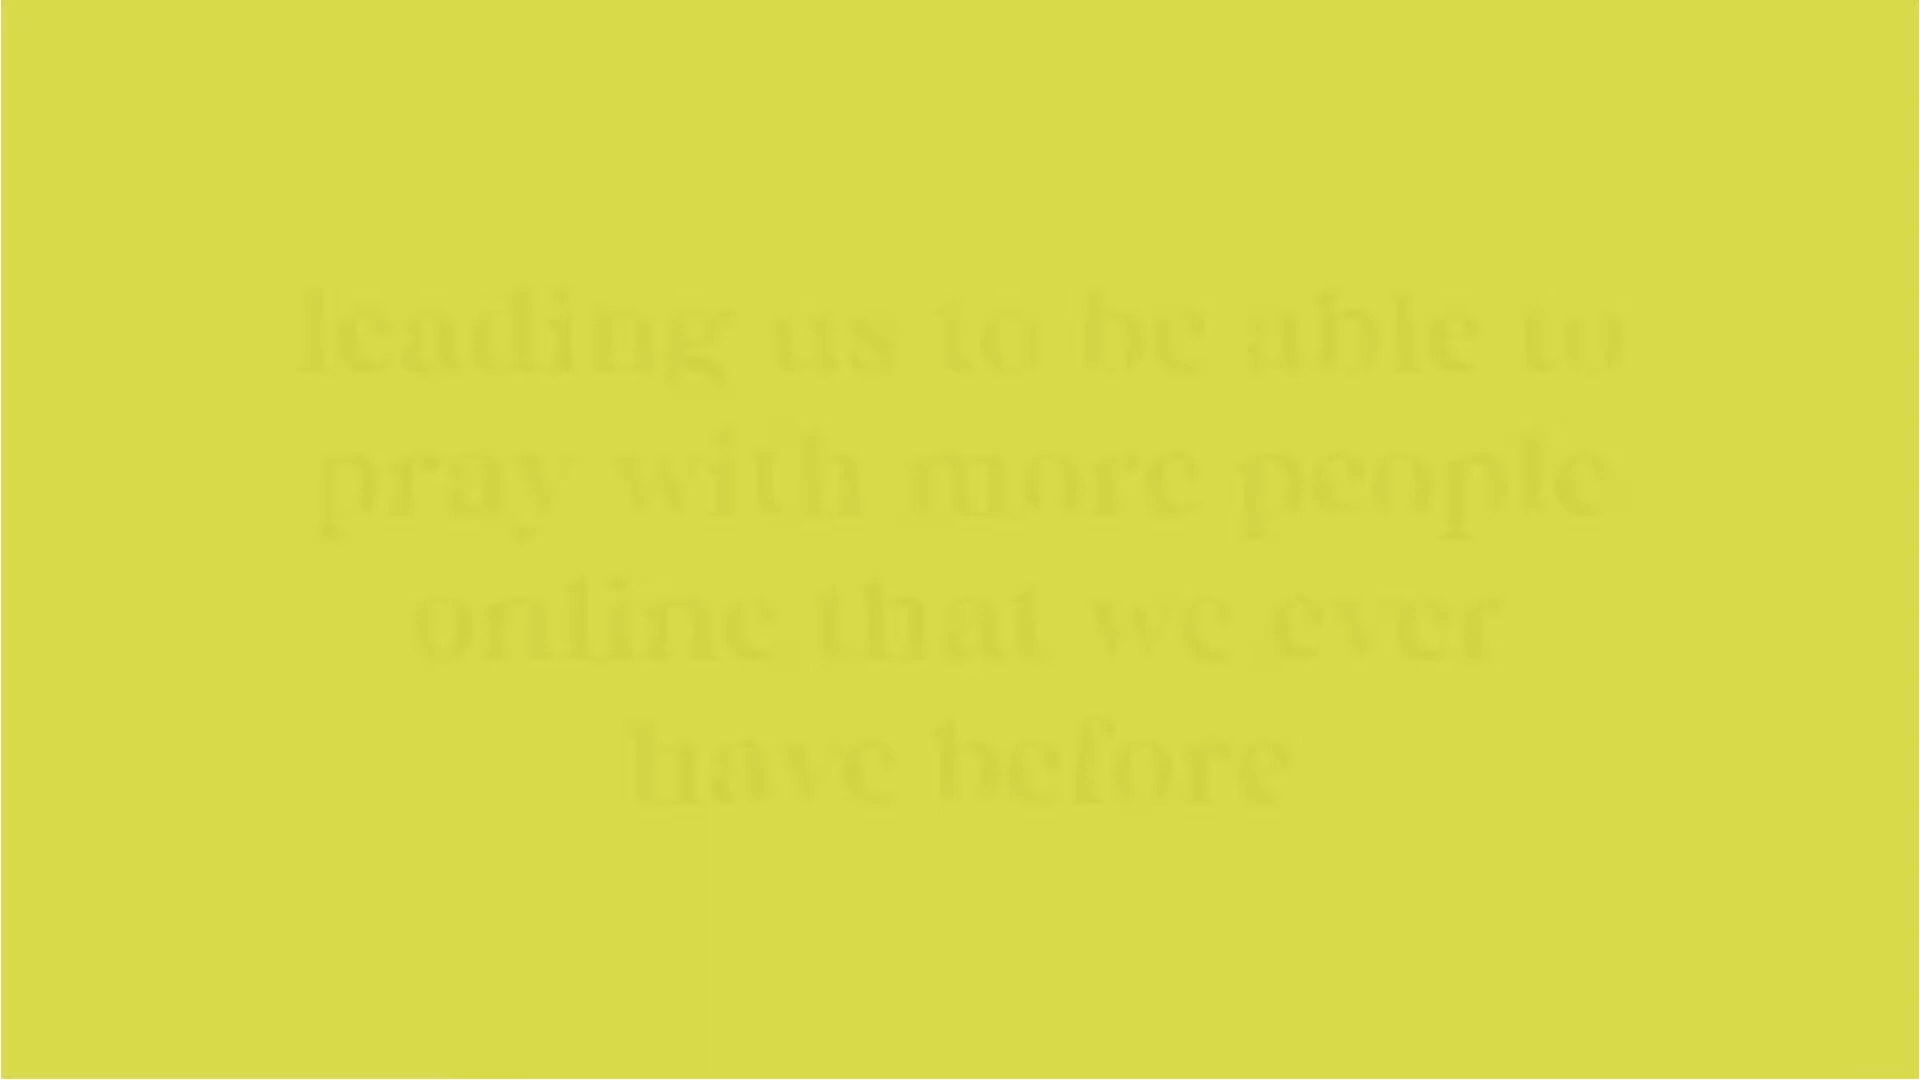 leading us to be able to
pray with more people
online that we ever
have before